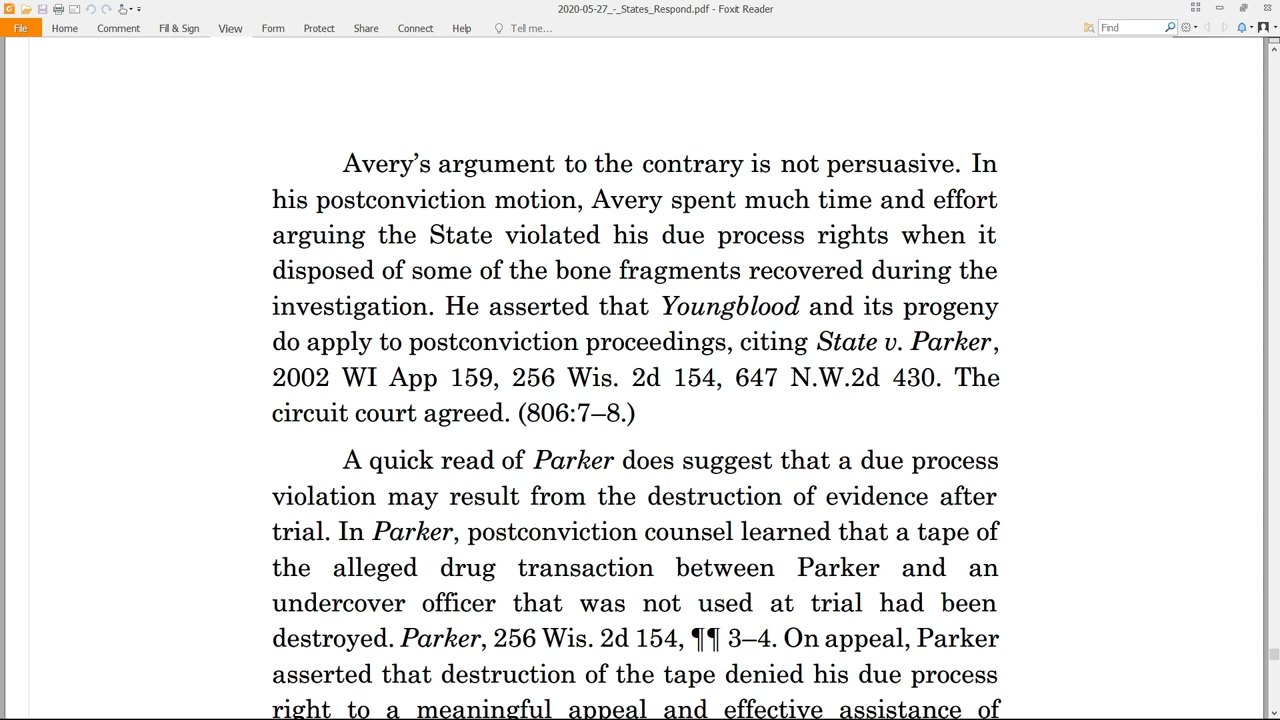 2020-05-27_-_States_Respond.pdf - Foxit Reader
File Home Comment Fill & Sign View Form Protect Share Connect Help Tell me... Find
Avery’s argument to the contrary is not persuasive. In
his postconviction motion, Avery spent much time and effort
arguing the State violated his due process rights when it
disposed of some of the bone fragments recovered during the
investigation. He asserted that Youngblood and its progeny
do apply to postconviction proceedings, citing State v. Parker,
2002 WI App 159, 256 Wis. 2d 154, 647 N.W.2d 430. The
circuit court agreed. (806:7–8.)
A quick read of Parker does suggest that a due process
violation may result from the destruction of evidence after
trial. In Parker, postconviction counsel learned that a tape of
the alleged drug transaction between Parker and an
undercover officer that was not used at trial had been
destroyed. Parker, 256 Wis. 2d 154, ¶¶ 3–4. On appeal, Parker
asserted that destruction of the tape denied his due process
right to a meaningful appeal and effective assistance of